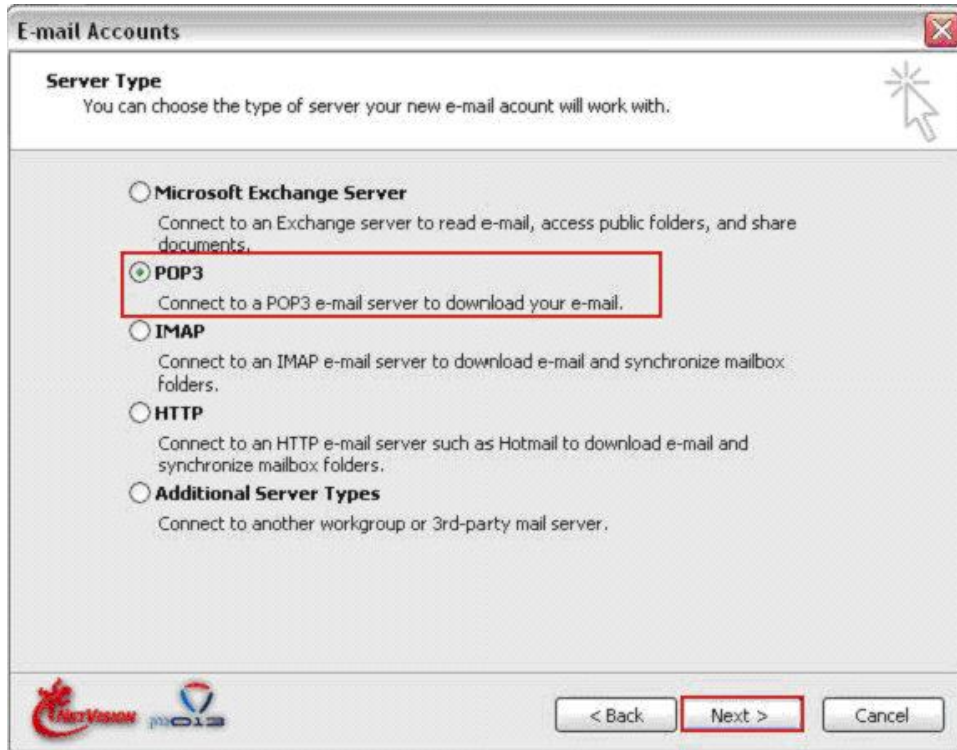 E-mail Accounts
Server Type
You can choose the type of server your new e-mail acount will work with.
Microsoft Exchange Server
Connect to an Exchange server to read e-mail, access public folders, and share
documents.
POP3
Connect to a POP3 e-mail server to download your e-mail.
IMAP
Connect to an IMAP e-mail server to download e-mail and synchronize mailbox
folders.
HTTP
Connect to an HTTP e-mail server such as Hotmail to download e-mail and
synchronize mailbox folders.
Additional Server Types
Connect to another workgroup or 3rd-party mail server.
NetVision
013
< Back
Next >
Cancel